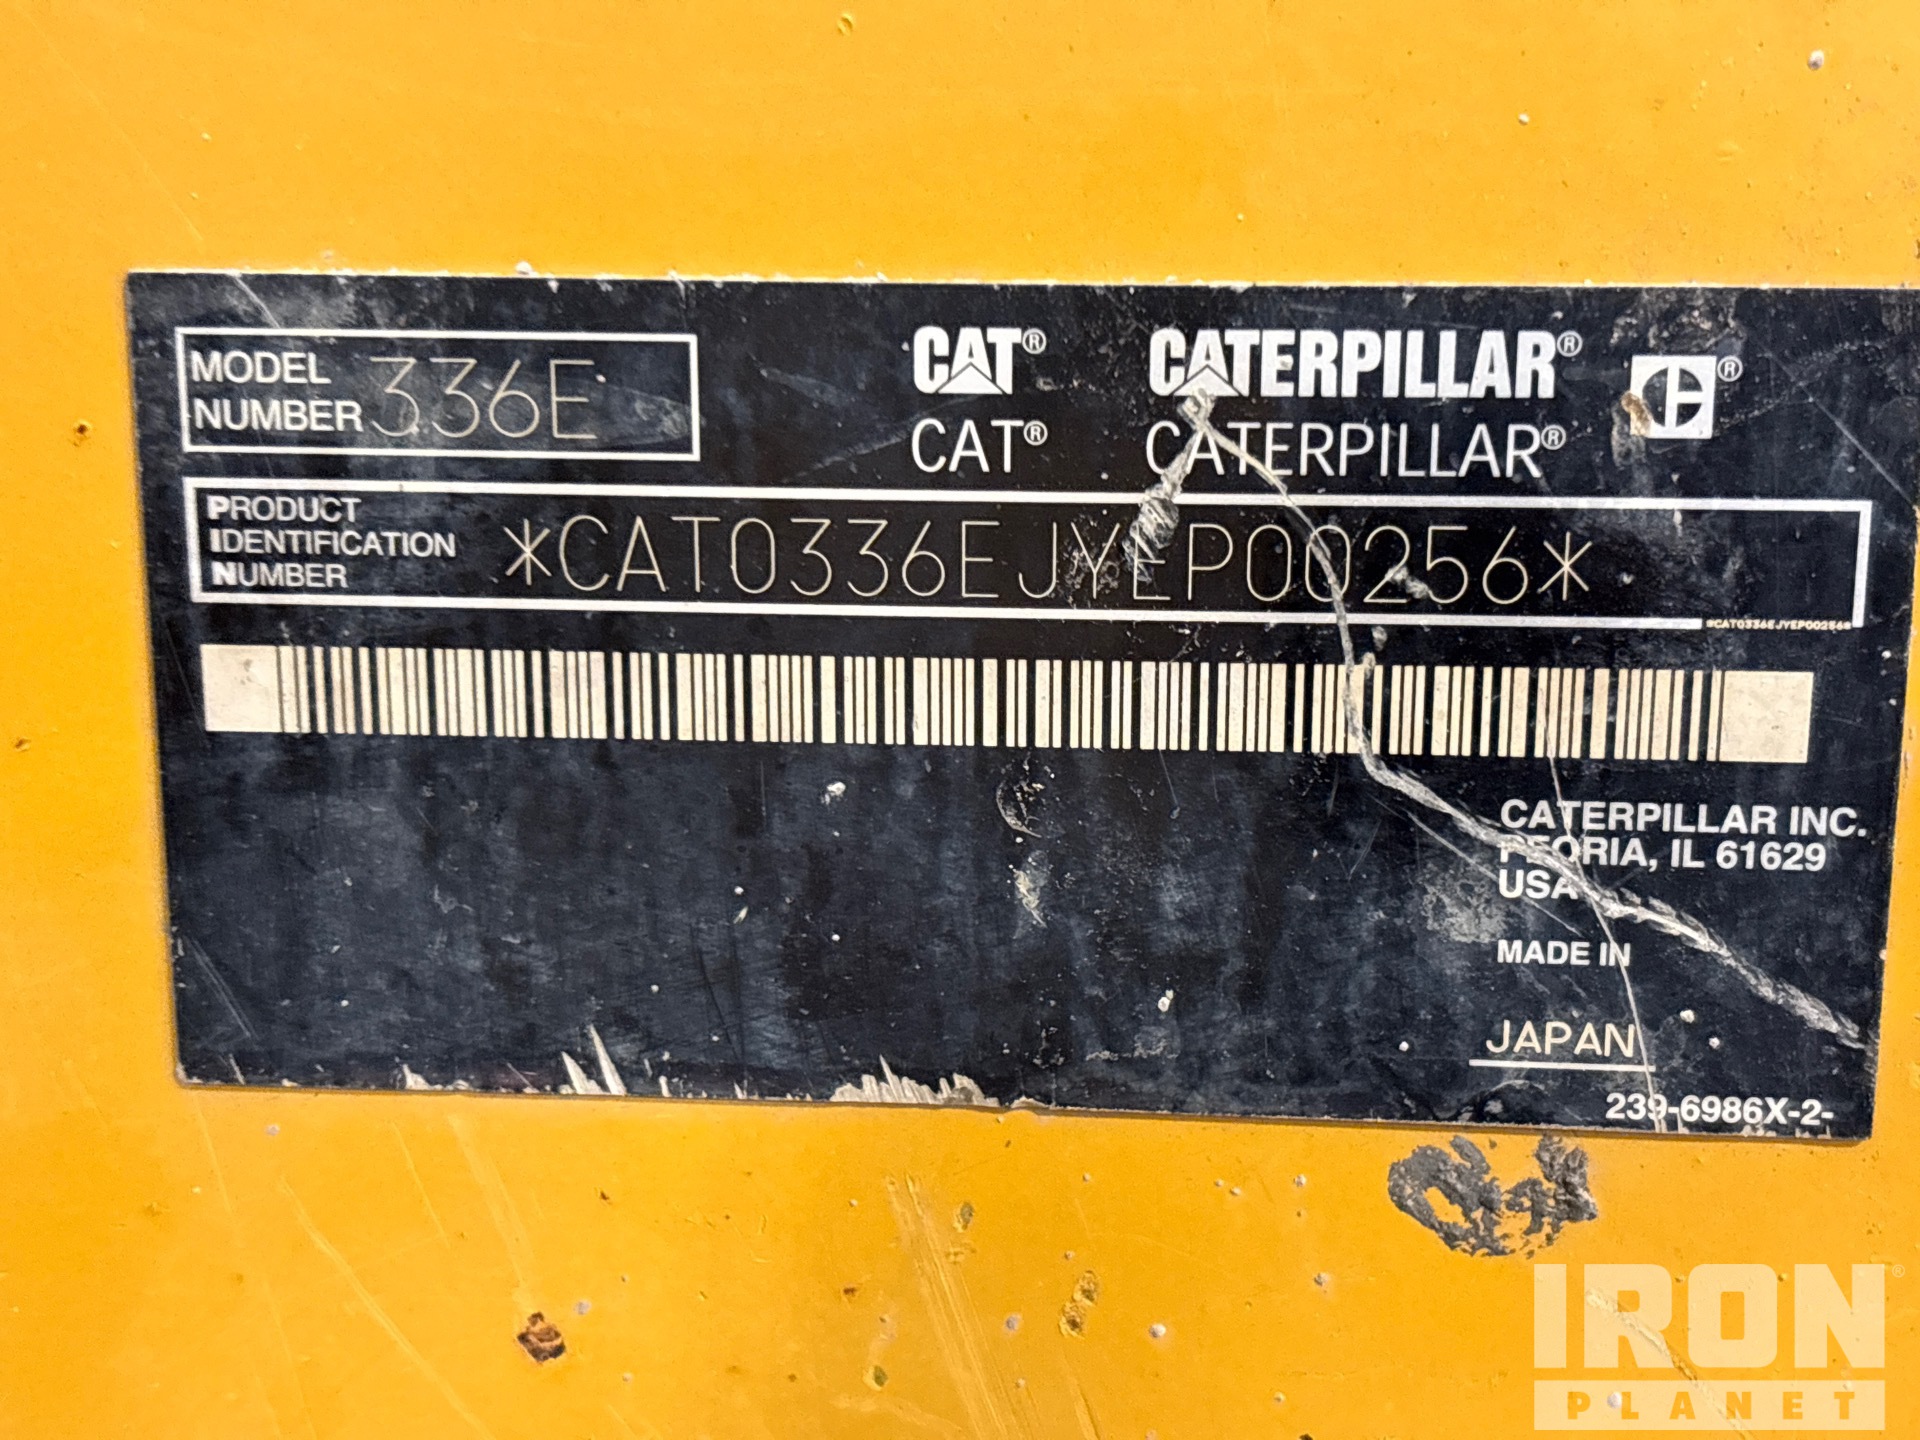 MODEL NUMBER 336E
CAT® CATERPILLAR® ®
CAT® CATERPILLAR®
PRODUCT IDENTIFICATION NUMBER *CAT0336EJYEP00256*
*CAT0336EJYEP00256*
CATERPILLAR INC.
PEORIA, IL 61629
USA
MADE IN
JAPAN
239-6986X-2-
IRON®
PLANET